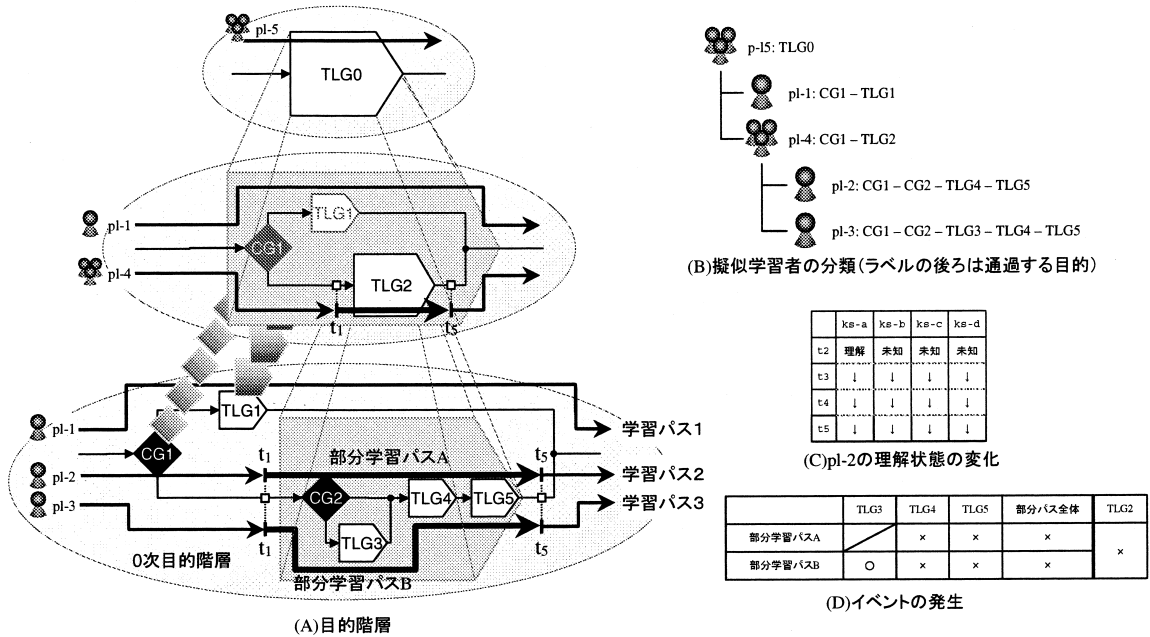 pl-5
TLG0
pl-1
TLG1
CG1
pl-4
TLG2
t1
t5
pl-1
TLG1
学習パス1
CG1
t1
部分学習パスA
t5
pl-2
学習パス2
CG2
TLG4
TLG5
pl-3
学習パス3
t1
TLG3
t5
0次目的階層
部分学習パスB
(A)目的階層
p-l5: TLG0
pl-1: CG1 – TLG1
pl-4: CG1 – TLG2
pl-2: CG1 – CG2 – TLG4 – TLG5
pl-3: CG1 – CG2 – TLG3 – TLG4 – TLG5
(B)擬似学習者の分類(ラベルの後ろは通過する目的)
ks-a ks-b ks-c ks-d
t2 理解 未知 未知 未知
t3 ↓ ↓ ↓ ↓
t4 ↓ ↓ ↓ ↓
t5 ↓ ↓ ↓ ↓
(C)pl-2の理解状態の変化
TLG3 TLG4 TLG5 部分パス全体 TLG2
部分学習パスA × × × ×
部分学習パスB ○ × × ×
(D)イベントの発生